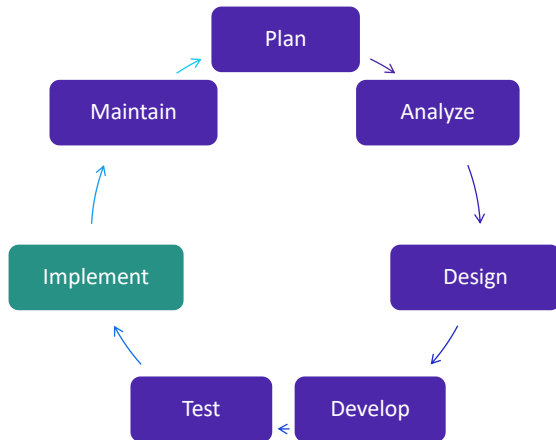 Plan
Analyze
Design
Develop
Test
Implement
Maintain